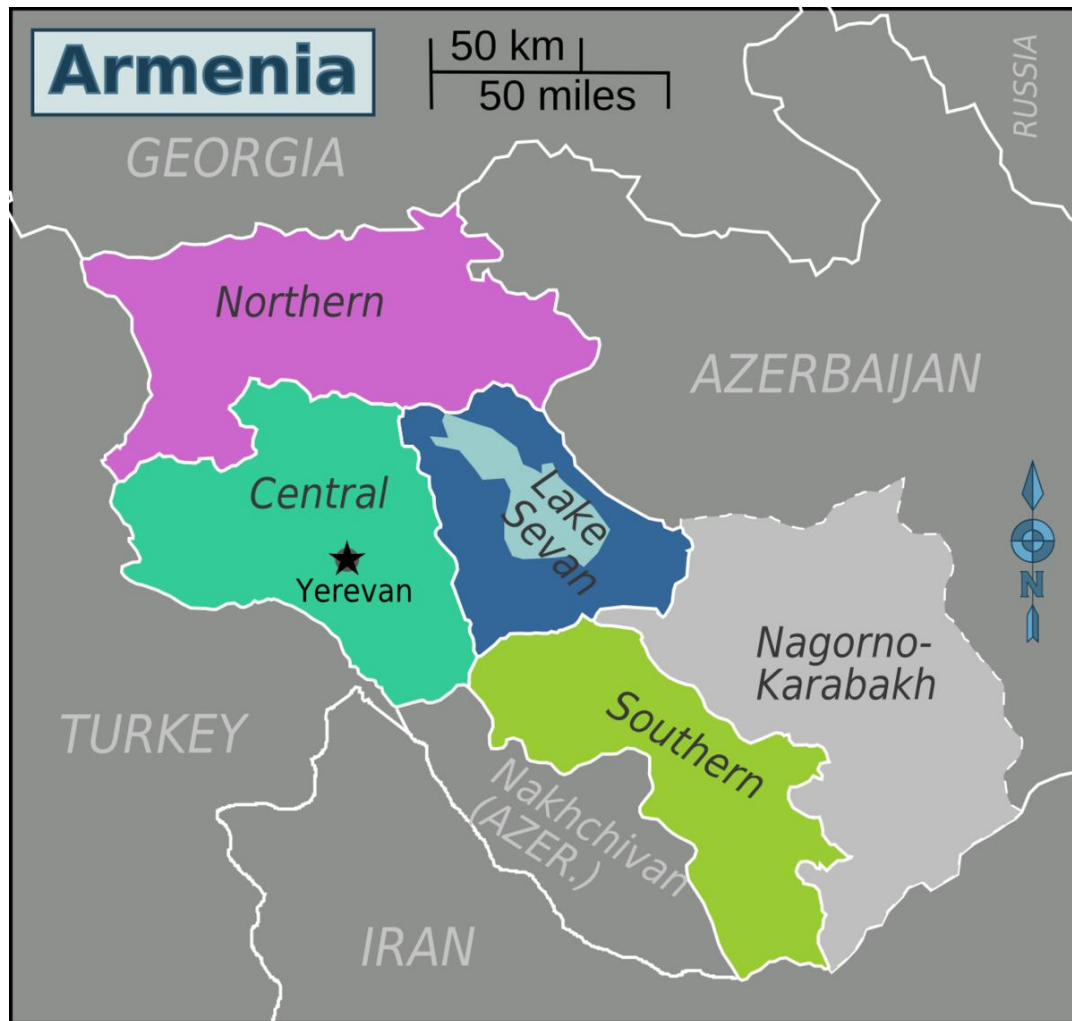 Armenia
50 km
50 miles
RUSSIA
GEORGIA
Northern
AZERBAIJAN
Central
Lake
Sevan
Yerevan
N
Nagorno-
Karabakh
TURKEY
Southern
Nakhchivan
(AZER.)
IRAN